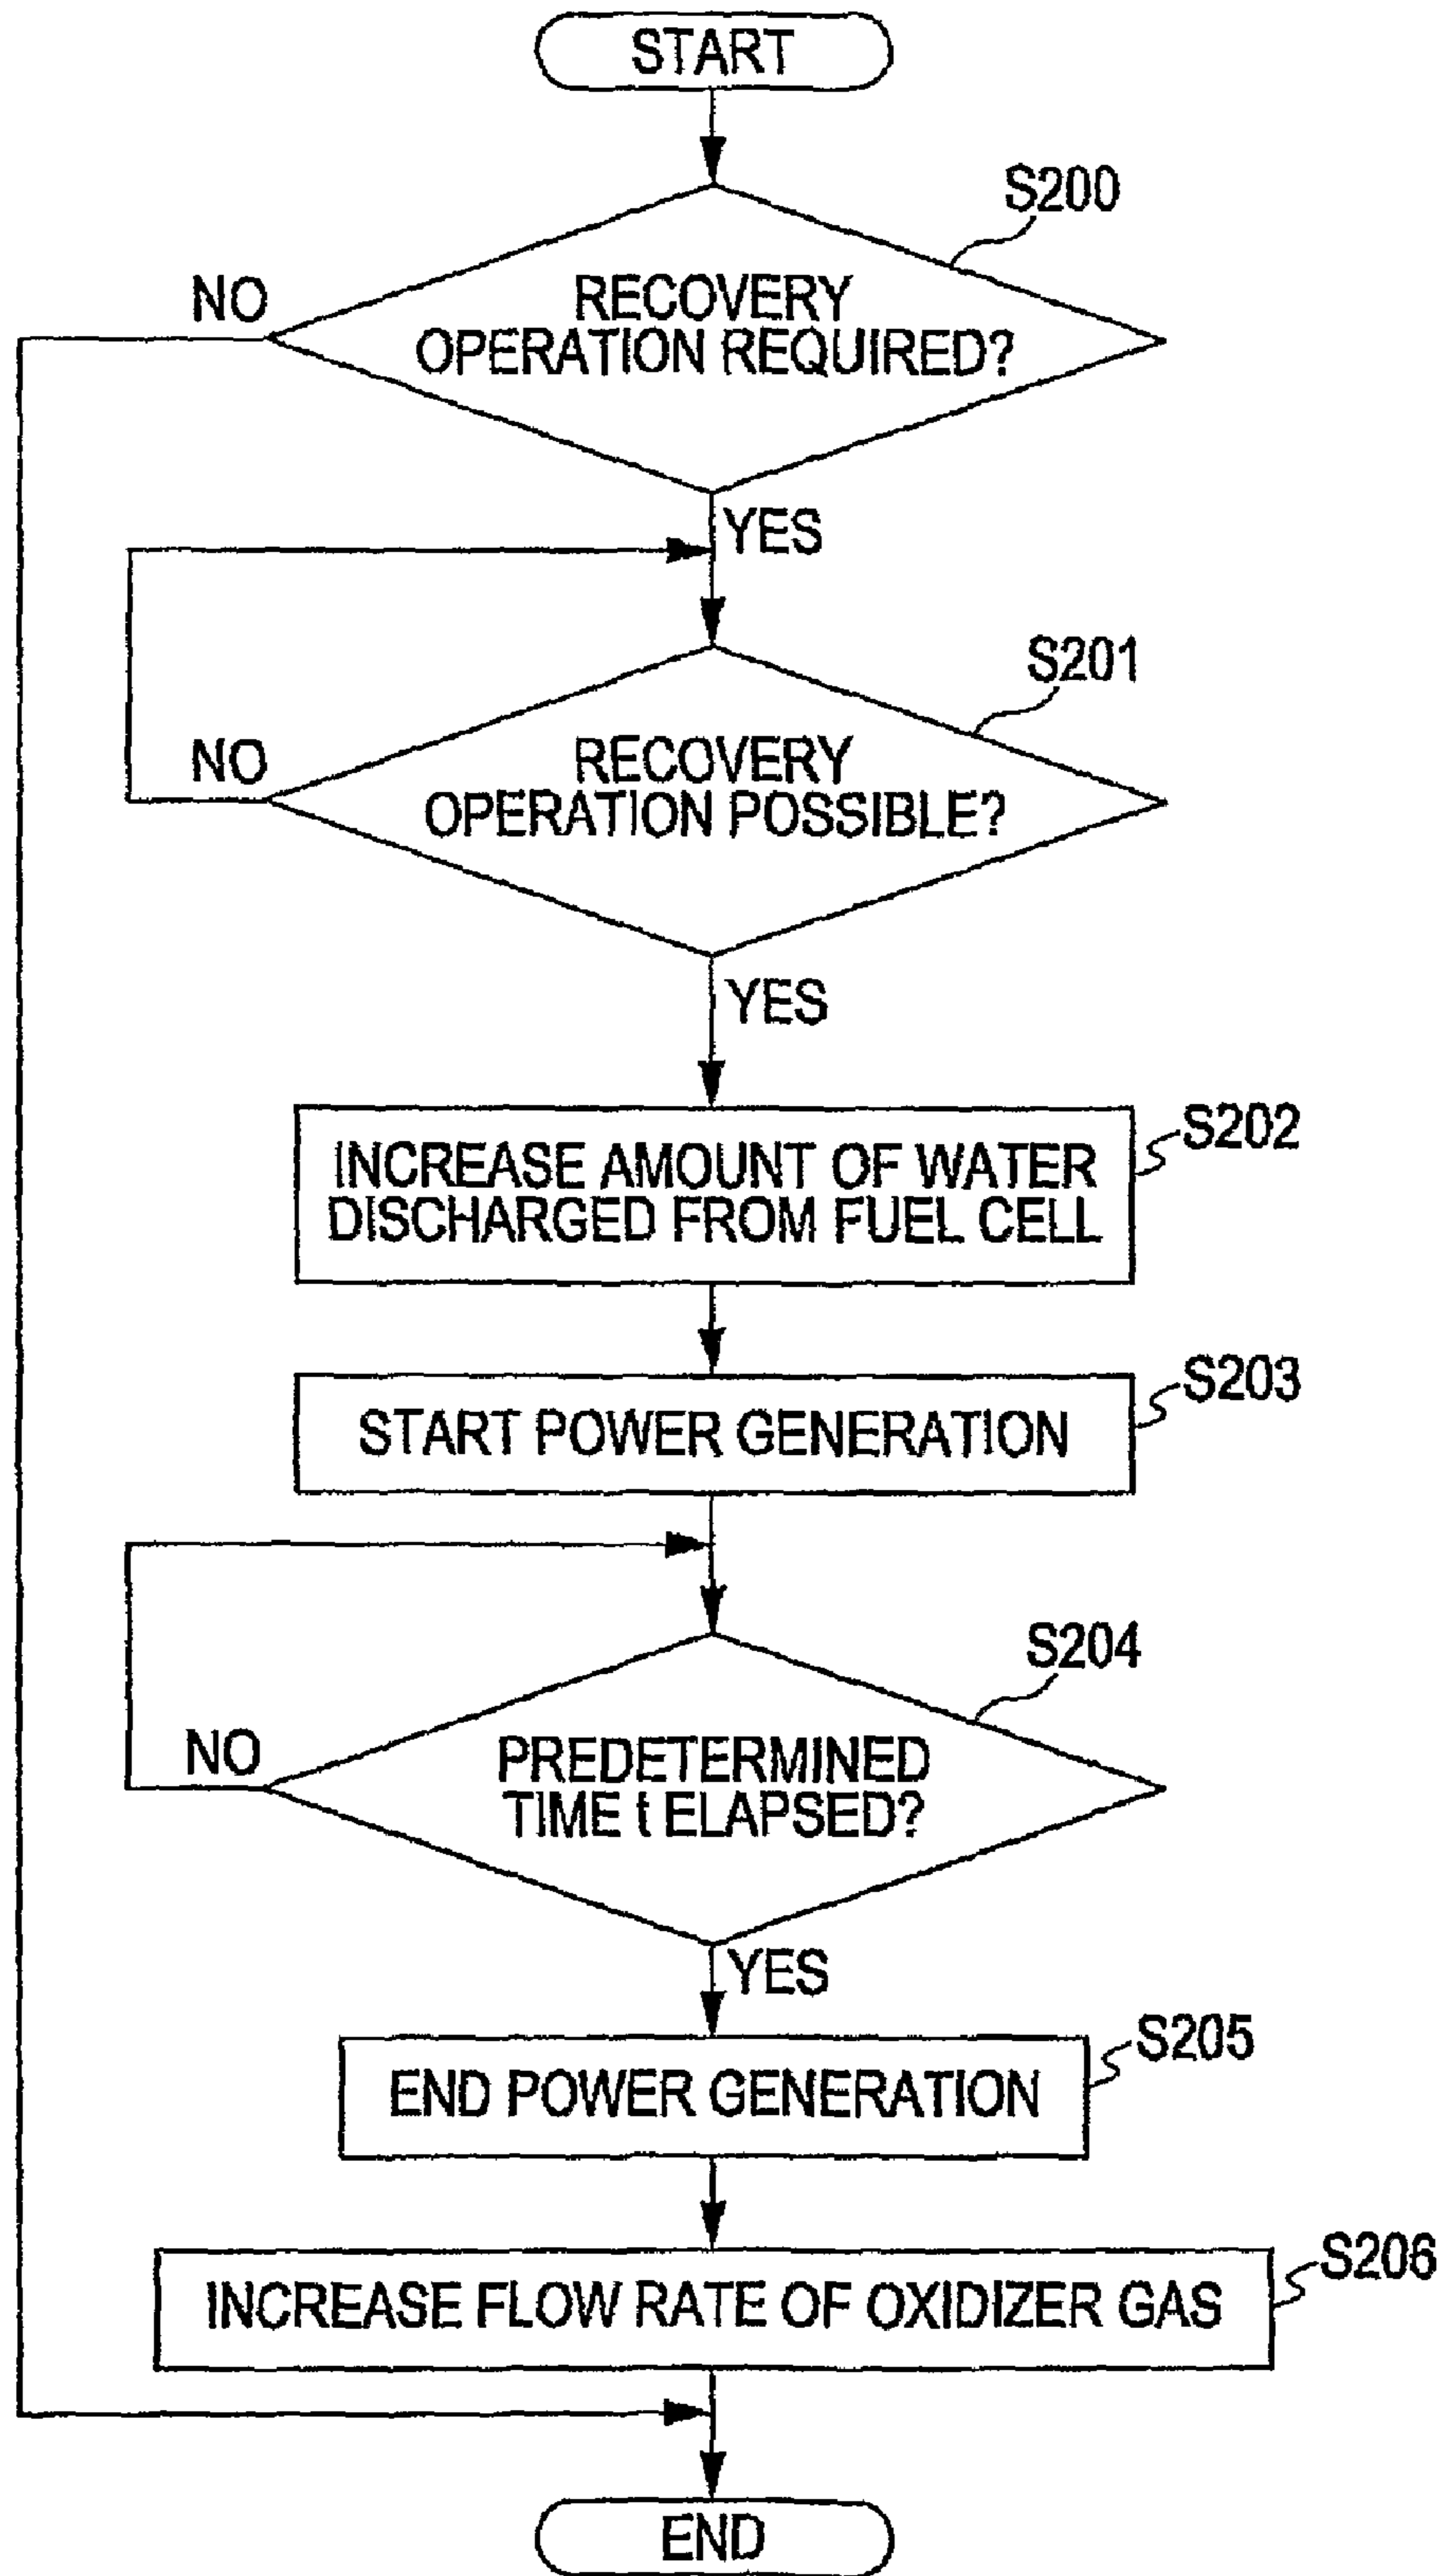 START
S200
NO
RECOVERY
OPERATION REQUIRED?
YES
S201
NO
RECOVERY
OPERATION POSSIBLE?
YES
S202
INCREASE AMOUNT OF WATER
DISCHARGED FROM FUEL CELL
S203
START POWER GENERATION
S204
NO
PREDETERMINED
TIME t ELAPSED?
YES
S205
END POWER GENERATION
S206
INCREASE FLOW RATE OF OXIDIZER GAS
END